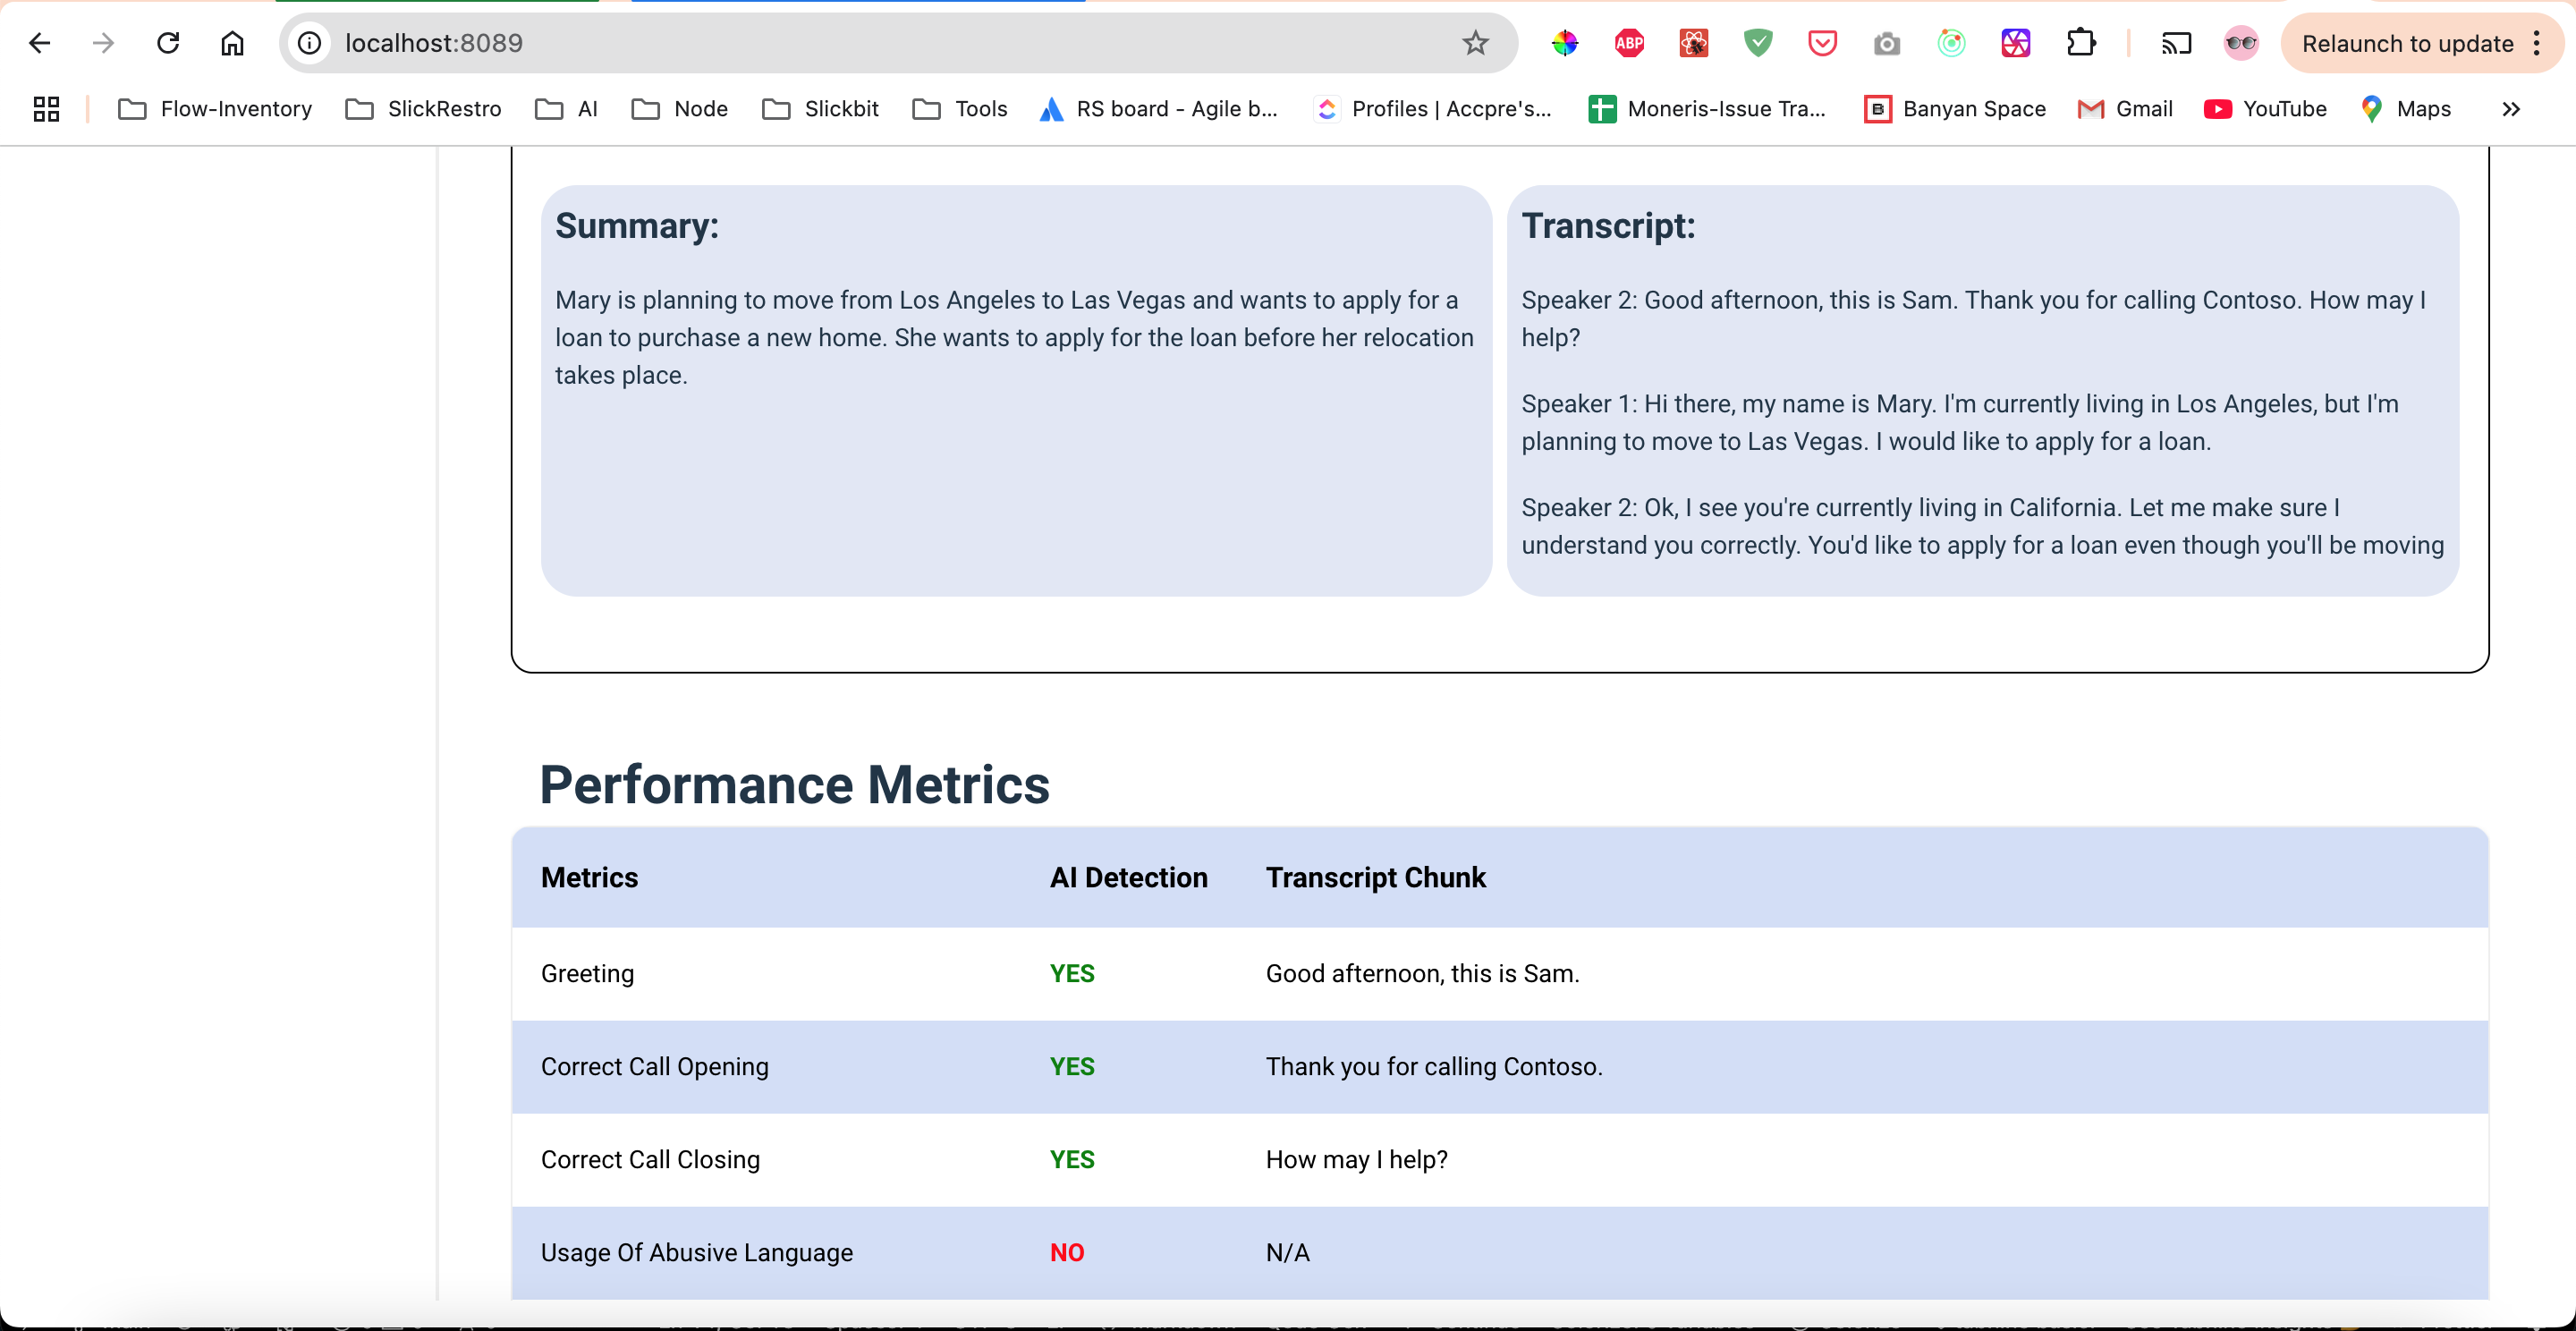 localhost:8089
ABP
Relaunch to update
Flow-Inventory
SlickRestro
AI
Node
Slickbit
Tools
RS board - Agile b...
Profiles | Accpre's...
Moneris-Issue Tra...
B
Banyan Space
Gmail
YouTube
Maps
Summary:
Mary is planning to move from Los Angeles to Las Vegas and wants to apply for a
loan to purchase a new home. She wants to apply for the loan before her relocation
takes place.
Transcript:
Speaker 2: Good afternoon, this is Sam. Thank you for calling Contoso. How may I
help?
Speaker 1: Hi there, my name is Mary. I'm currently living in Los Angeles, but I'm
planning to move to Las Vegas. I would like to apply for a loan.
Speaker 2: Ok, I see you're currently living in California. Let me make sure I
understand you correctly. You'd like to apply for a loan even though you'll be moving
Performance Metrics
Metrics AI Detection Transcript Chunk
Greeting YES Good afternoon, this is Sam.
Correct Call Opening YES Thank you for calling Contoso.
Correct Call Closing YES How may I help?
Usage Of Abusive Language NO N/A